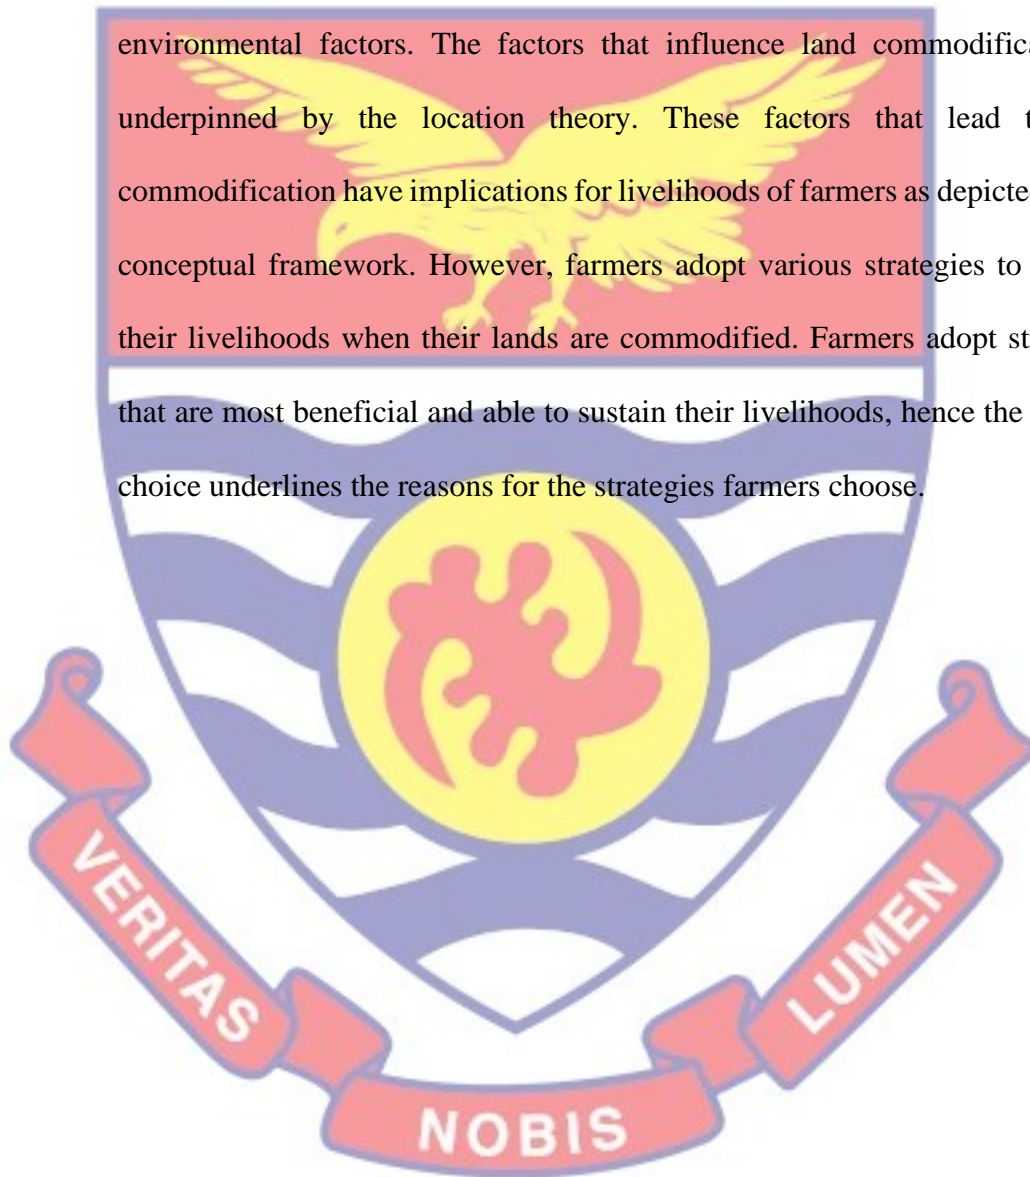 environmental factors. The factors that influence land
underpinned by the location theory. These factors that lead
commodification have implications for livelihoods of farmers as depicted
conceptual framework. However, farmers adopt various strategies to
their livelihoods when their lands are commodified. Farmers adopt
that are most beneficial and able to sustain their livelihoods, hence the
choice underlines the reasons for the strategies farmers choose.
VERITAS
NOBIS
LUMEN